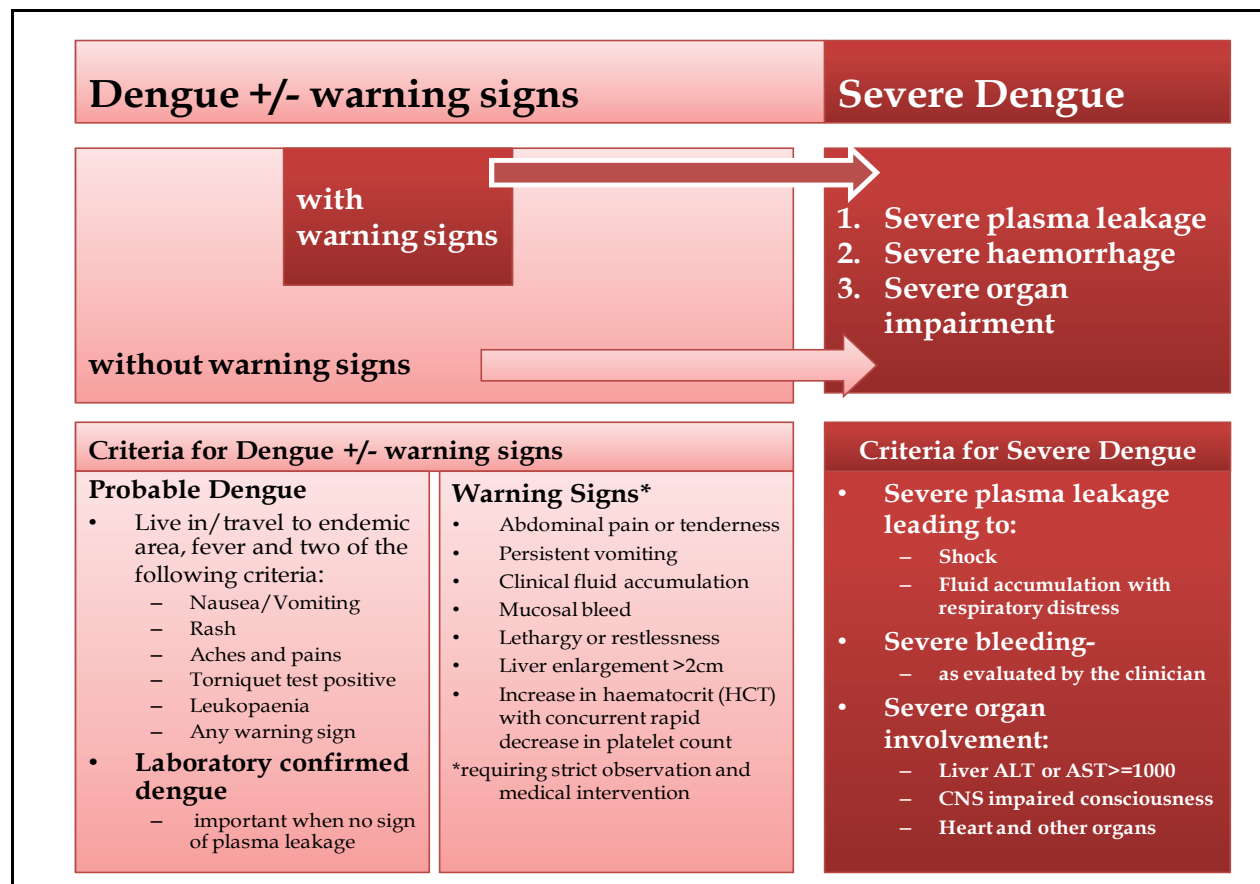 Dengue +/- warning signs
Severe Dengue
with
warning signs
without warning signs
1. Severe plasma leakage
2. Severe haemorrhage
3. Severe organ
impairment
Criteria for Dengue +/- warning signs
Probable Dengue
• Live in/travel to endemic
area, fever and two of the
following criteria:
– Nausea/Vomiting
– Rash
– Aches and pains
– Torniquet test positive
– Leukopaenia
– Any warning sign
• Laboratory confirmed
dengue
– important when no sign
of plasma leakage
Warning Signs*
• Abdominal pain or tenderness
• Persistent vomiting
• Clinical fluid accumulation
• Mucosal bleed
• Lethargy or restlessness
• Liver enlargement >2cm
• Increase in haematocrit (HCT)
with concurrent rapid
decrease in platelet count
*requiring strict observation and
medical intervention
Criteria for Severe Dengue
• Severe plasma leakage
leading to:
– Shock
– Fluid accumulation with
respiratory distress
• Severe bleeding-
– as evaluated by the clinician
• Severe organ
involvement:
– Liver ALT or AST>=1000
– CNS impaired consciousness
– Heart and other organs